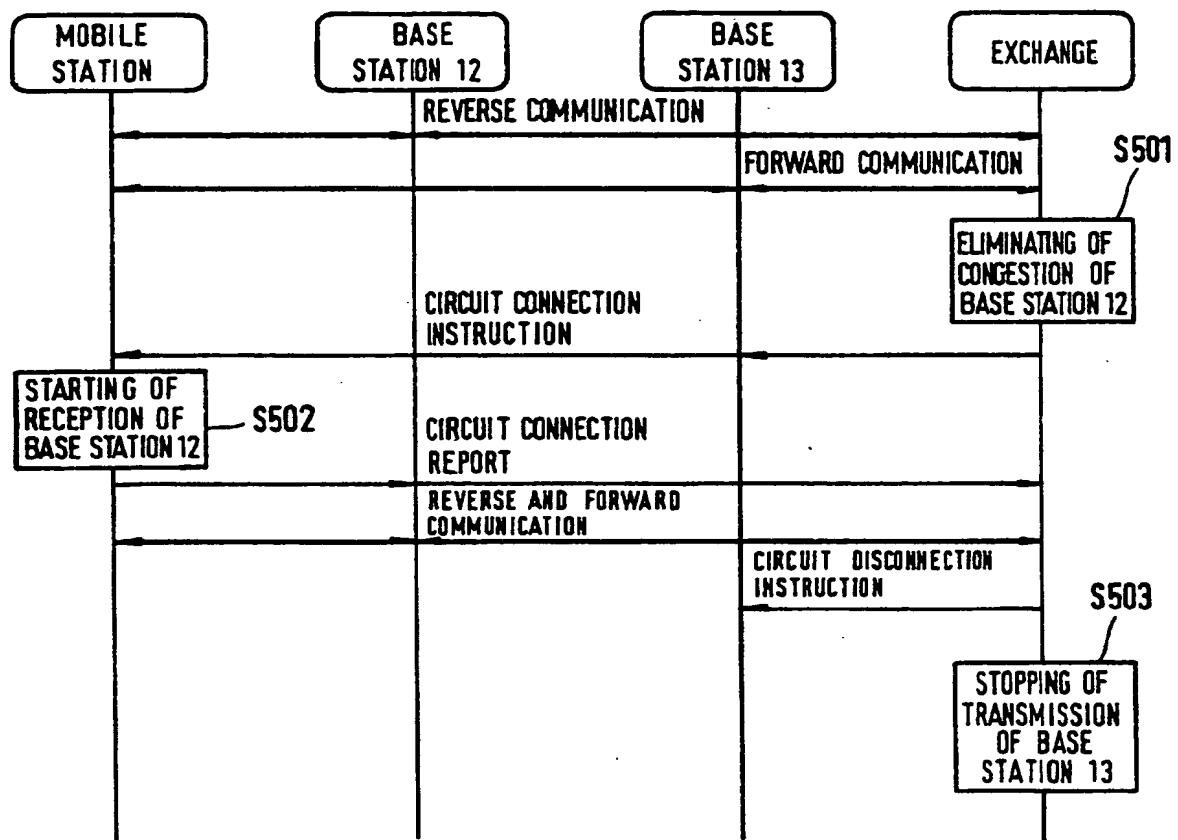 MOBILE
STATION
BASE
STATION 12
BASE
STATION 13
EXCHANGE
REVERSE COMMUNICATION
FORWARD COMMUNICATION
S501
ELIMINATING OF
CONGESTION OF
BASE STATION 12
CIRCUIT CONNECTION
INSTRUCTION
STARTING OF
RECEPTION OF
BASE STATION 12
S502
CIRCUIT CONNECTION
REPORT
REVERSE AND FORWARD
COMMUNICATION
CIRCUIT DISCONNECTION
INSTRUCTION
S503
STOPPING OF
TRANSMISSION
OF BASE
STATION 13